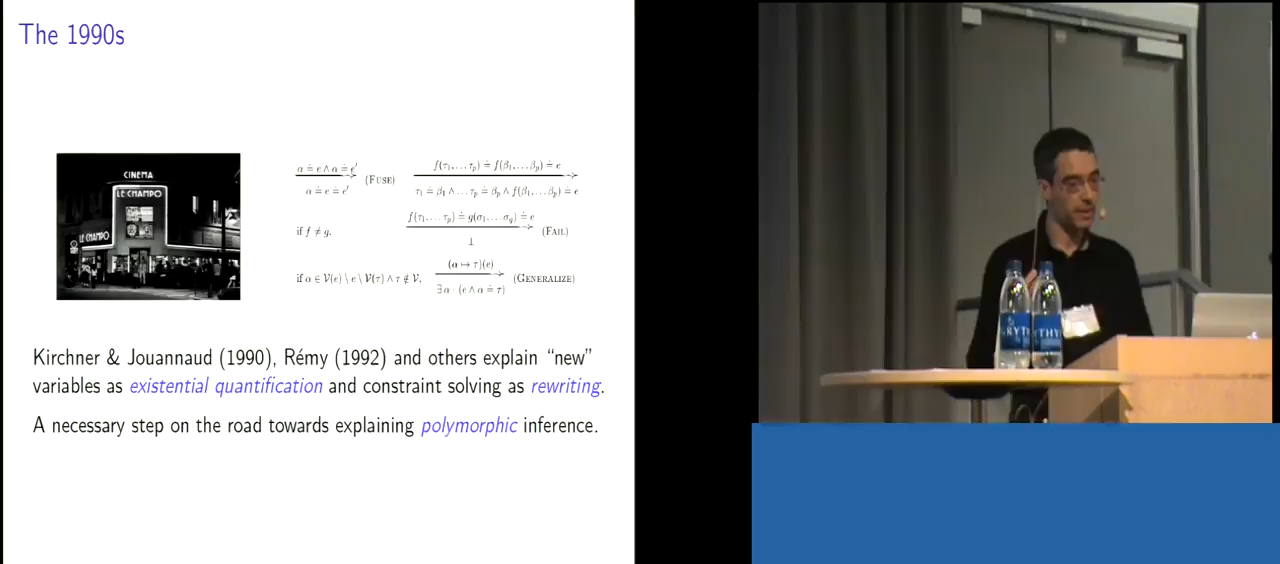 The 1990s
CINEMA
LE CHAMPO
LE CHAMPO
α ≐ e ∧ α ≐ e′
α ≐ e ≐ e′
(FUSE)
f(τ₁, … τₚ) ≐ f(β₁, … βₚ) ≐ e
τ₁ ≐ β₁ ∧ … τₚ ≐ βₚ ∧ f(β₁, … βₚ) ≐ e
if f ≠ g,
f(τ₁, … τₚ) ≐ g(σ₁, … σ_q) ≐ e
⊥
(FAIL)
if α ∈ V(e) \ e \ V(τ) ∧ τ ∉ V,
(α ↦ τ)(e)
∃ α · (e ∧ α ≐ τ)
(GENERALIZE)
Kirchner & Jouannaud (1990), Rémy (1992) and others explain “new”
variables as existential quantification and constraint solving as rewriting.
A necessary step on the road towards explaining polymorphic inference.